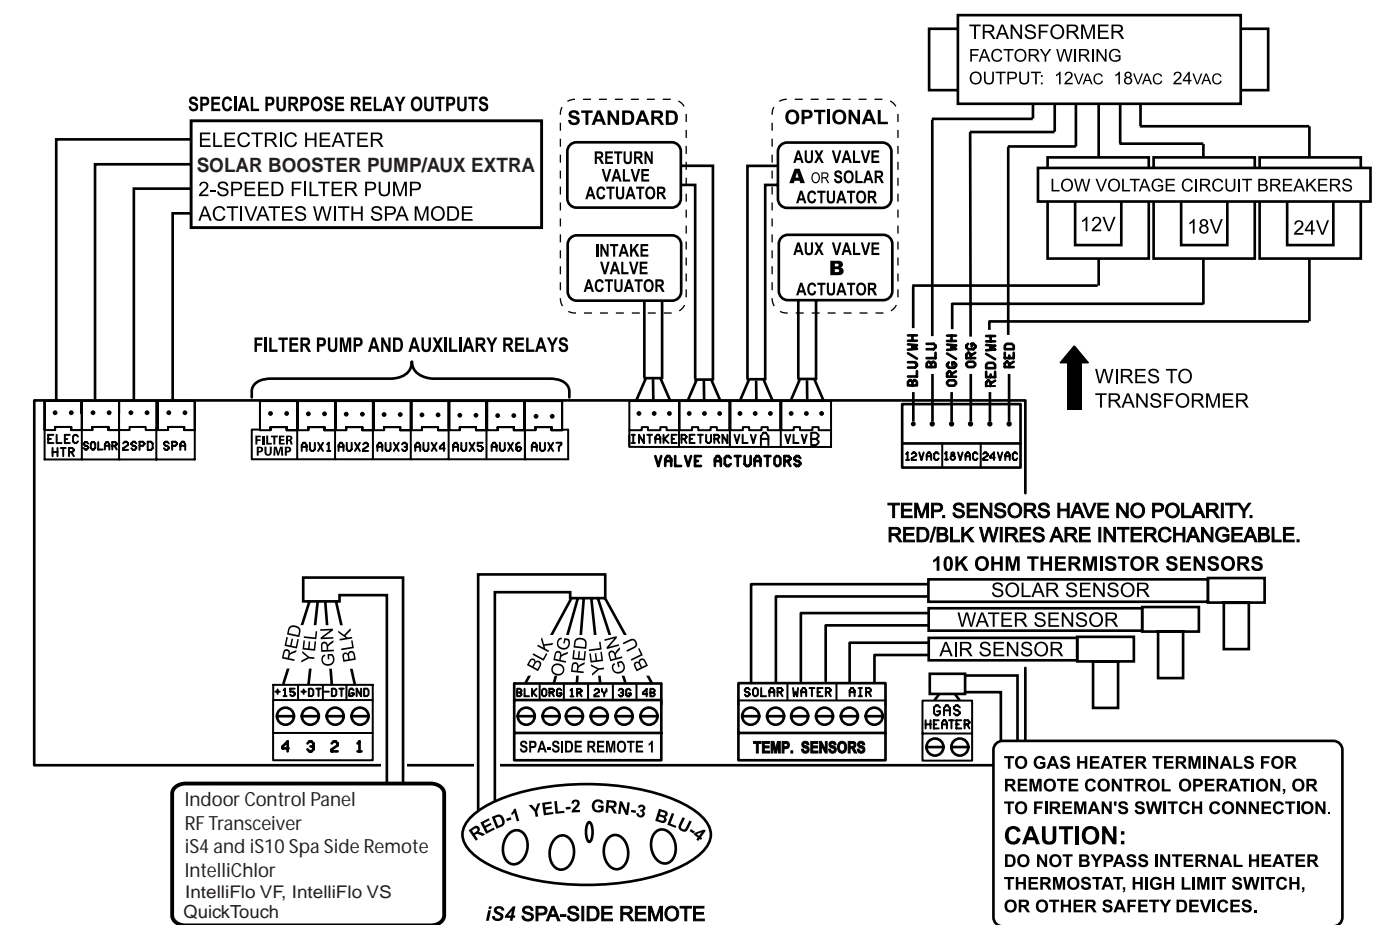 TRANSFORMER
FACTORY WIRING
OUTPUT: 12VAC 18VAC 24VAC
SPECIAL PURPOSE RELAY OUTPUTS
ELECTRIC HEATER
SOLAR BOOSTER PUMP/AUX EXTRA
2-SPEED FILTER PUMP
ACTIVATES WITH SPA MODE
STANDARD
RETURN
VALVE
ACTUATOR
INTAKE
VALVE
ACTUATOR
OPTIONAL
AUX VALVE
A OR SOLAR
ACTUATOR
AUX VALVE
B
ACTUATOR
LOW VOLTAGE CIRCUIT BREAKERS
12V
18V
24V
FILTER PUMP AND AUXILIARY RELAYS
BLU/WH
BLU
ORG/WH
ORG
RED/WH
RED
WIRES TO
TRANSFORMER
ELEC
HTR
SOLAR
2SPD
SPA
FILTER
PUMP
AUX1
AUX2
AUX3
AUX4
AUX5
AUX6
AUX7
INTAKE
RETURN
VLVA
VLVB
VALVE ACTUATORS
12VAC
18VAC
24VAC
TEMP. SENSORS HAVE NO POLARITY.
RED/BLK WIRES ARE INTERCHANGEABLE.
10K OHM THERMISTOR SENSORS
SOLAR SENSOR
WATER SENSOR
AIR SENSOR
RED
YEL
GRN
BLK
+15
+DT
-DT
GND
4 3 2 1
BLK
ORG
RED
YEL
GRN
BLU
BLK
ORG
1R
2Y
3G
4B
SPA-SIDE REMOTE 1
SOLAR
WATER
AIR
TEMP. SENSORS
GAS
HEATER
Indoor Control Panel
RF Transceiver
iS4 and iS10 Spa Side Remote
IntelliChlor
IntelliFlo VF, IntelliFlo VS
QuickTouch
RED-1 YEL-2 GRN-3 BLU-4
iS4 SPA-SIDE REMOTE
TO GAS HEATER TERMINALS FOR
REMOTE CONTROL OPERATION, OR
TO FIREMAN'S SWITCH CONNECTION.
CAUTION:
DO NOT BYPASS INTERNAL HEATER
THERMOSTAT, HIGH LIMIT SWITCH,
OR OTHER SAFETY DEVICES.